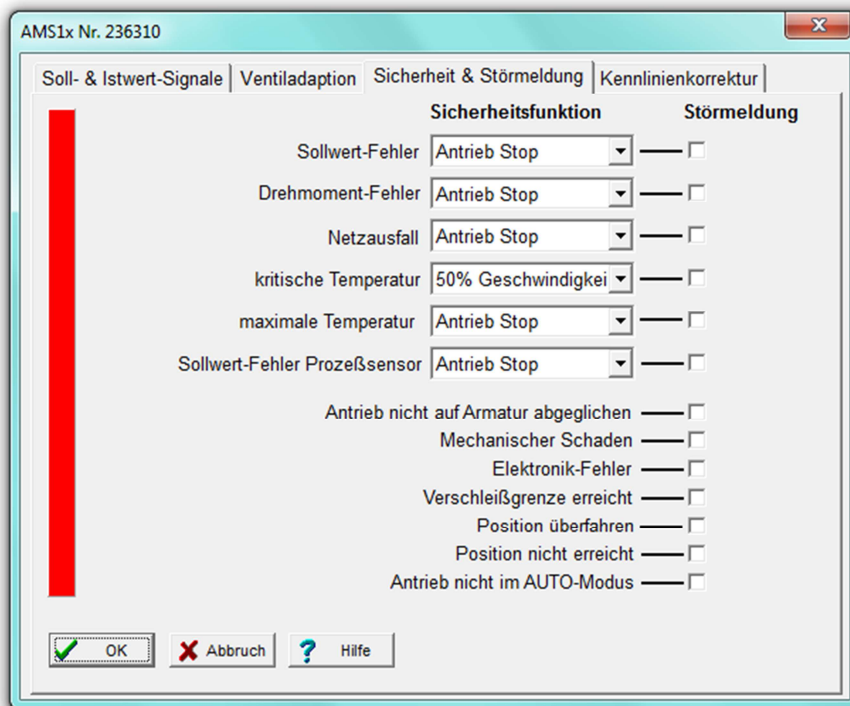 AMS1x Nr. 236310
Soll- & Istwert-Signale Ventiladaption Sicherheit & Störmeldung Kennlinienkorrektur
Sicherheitsfunktion Störmeldung
Sollwert-Fehler Antrieb Stop
Drehmoment-Fehler Antrieb Stop
Netzausfall Antrieb Stop
kritische Temperatur 50% Geschwindigkei
maximale Temperatur Antrieb Stop
Sollwert-Fehler Prozeßsensor Antrieb Stop
Antrieb nicht auf Armatur abgeglichen
Mechanischer Schaden
Elektronik-Fehler
Verschleißgrenze erreicht
Position überfahren
Position nicht erreicht
Antrieb nicht im AUTO-Modus
OK Abbruch ? Hilfe